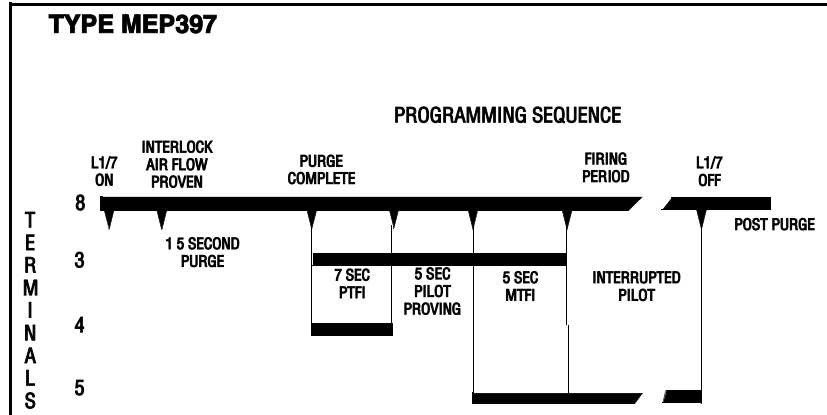 TYPE MEP397
PROGRAMMING SEQUENCE
L1/7
ON
INTERLOCK
AIR FLOW
PROVEN
PURGE
COMPLETE
FIRING
PERIOD
L1/7
OFF
TERMINALS
8
1 5 SECOND
PURGE
POST PURGE
3
7 SEC
PTFI
5 SEC
PILOT
PROVING
5 SEC
MTFI
INTERRUPTED
PILOT
4
5